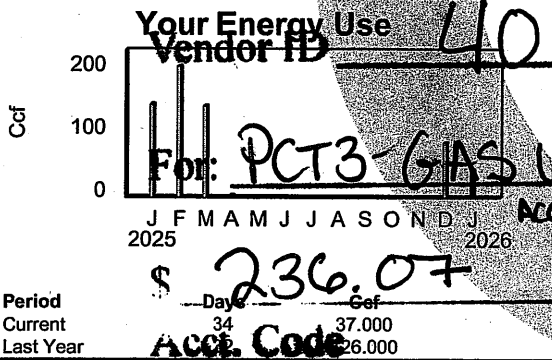 Your Energy Use
Vendor ID 40
200
Ccf
100
For: PCT3-GAS
0
J F M A M J J A S O N D J
2025 2026
$ 236.07
Period Days Ccf
Current 34 37.000
Last Year 26.000
Acct. Code